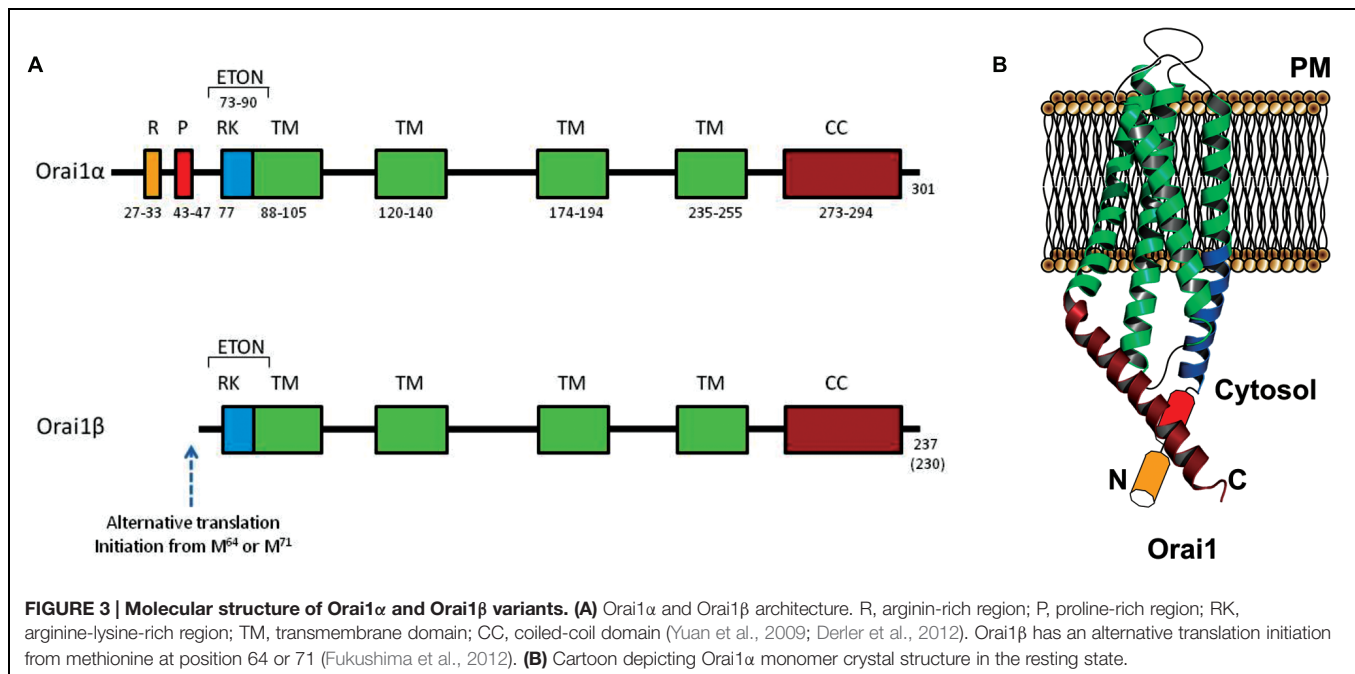 A
ETON
73-90
R P RK TM TM TM TM CC
Orai1α
301
27-33 43-47 77 88-105 120-140 174-194 235-255 273-294
ETON
RK TM TM TM TM CC
Orai1β
237
(230)
Alternative translation
Initiation from M⁶⁴ or M⁷¹
B
PM
Cytosol
N C
Orai1
FIGURE 3 | Molecular structure of Orai1α and Orai1β variants. (A) Orai1α and Orai1β architecture. R, arginin-rich region; P, proline-rich region; RK,
arginine-lysine-rich region; TM, transmembrane domain; CC, coiled-coil domain (Yuan et al., 2009; Derler et al., 2012). Orai1β has an alternative translation initiation
from methionine at position 64 or 71 (Fukushima et al., 2012). (B) Cartoon depicting Orai1α monomer crystal structure in the resting state.